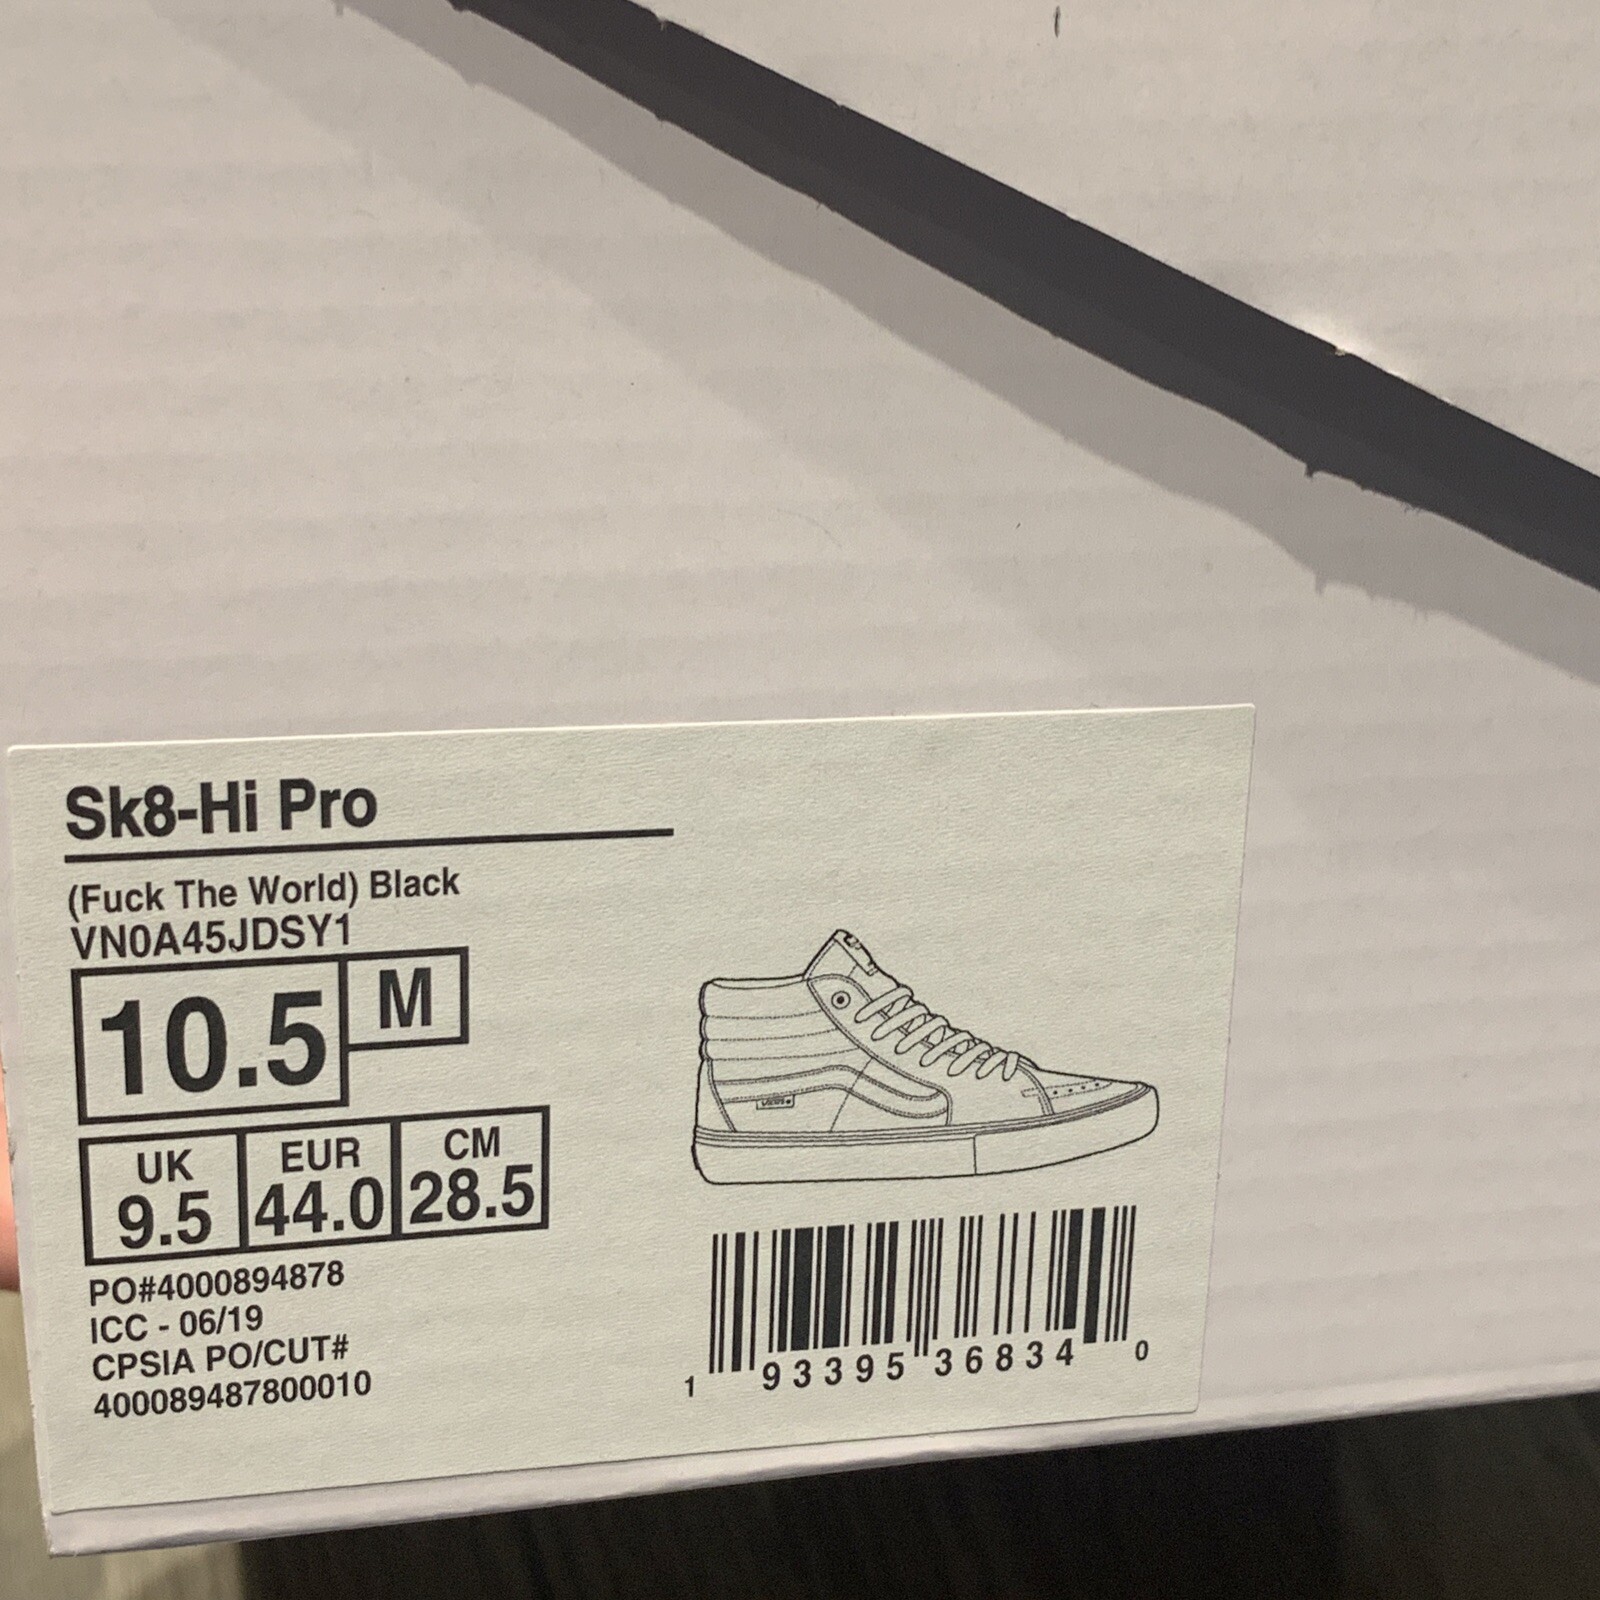 Sk8-Hi Pro
(Fuck The World) Black
VN0A45JDSY1
10.5 M
UK EUR CM
9.5 44.0 28.5
PO#4000894878
ICC - 06/19
CPSIA PO/CUT#
400089487800010
1 93395 36834 0